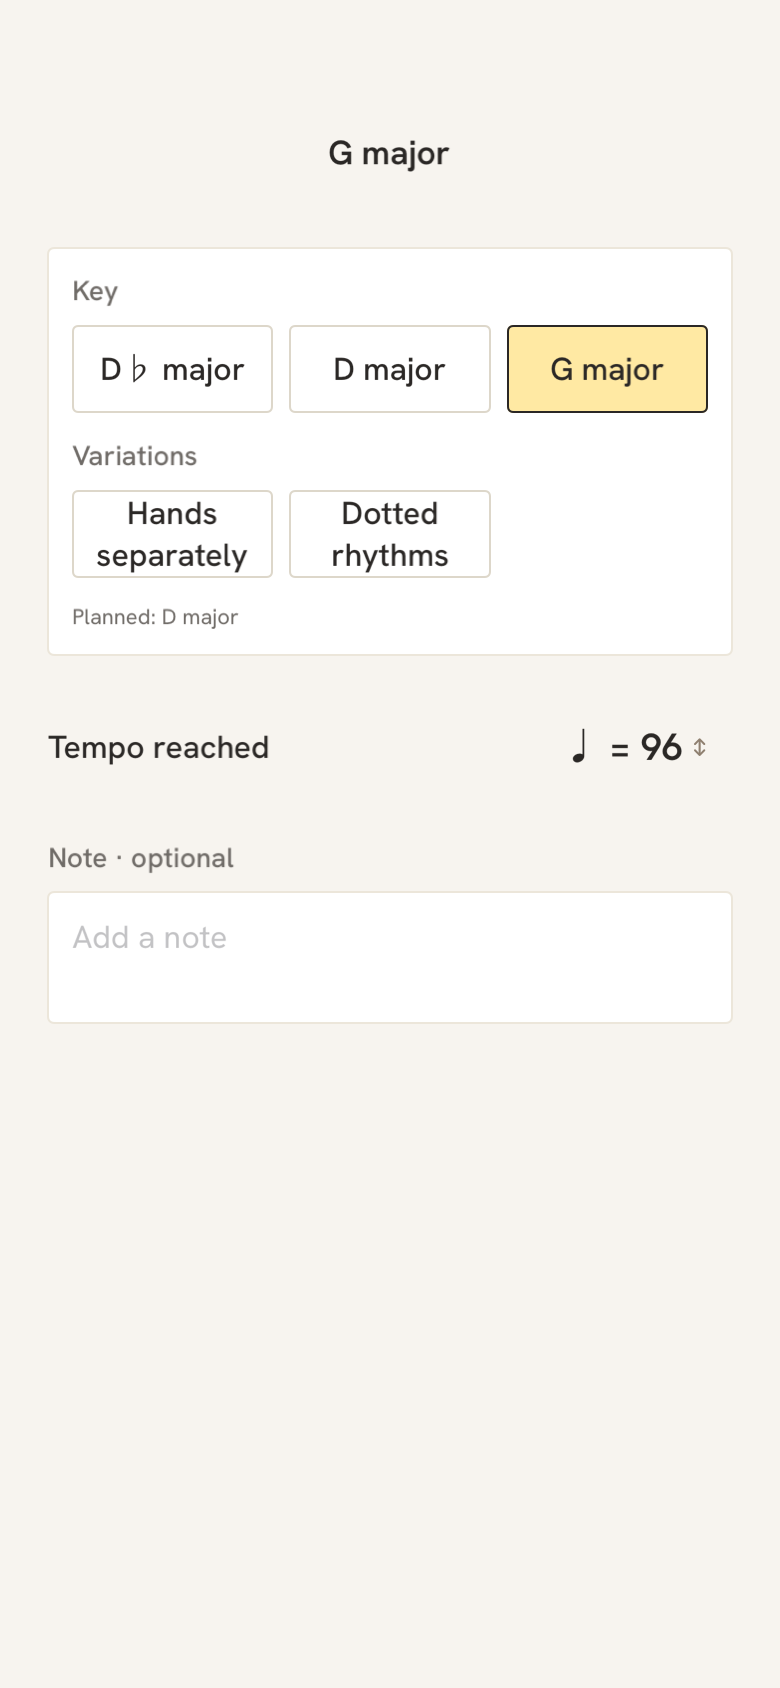 G major
Key
D♭ major
D major
G major
Variations
Hands
separately
Dotted
rhythms
Planned: D major
Tempo reached
♩ = 96
Note · optional
Add a note